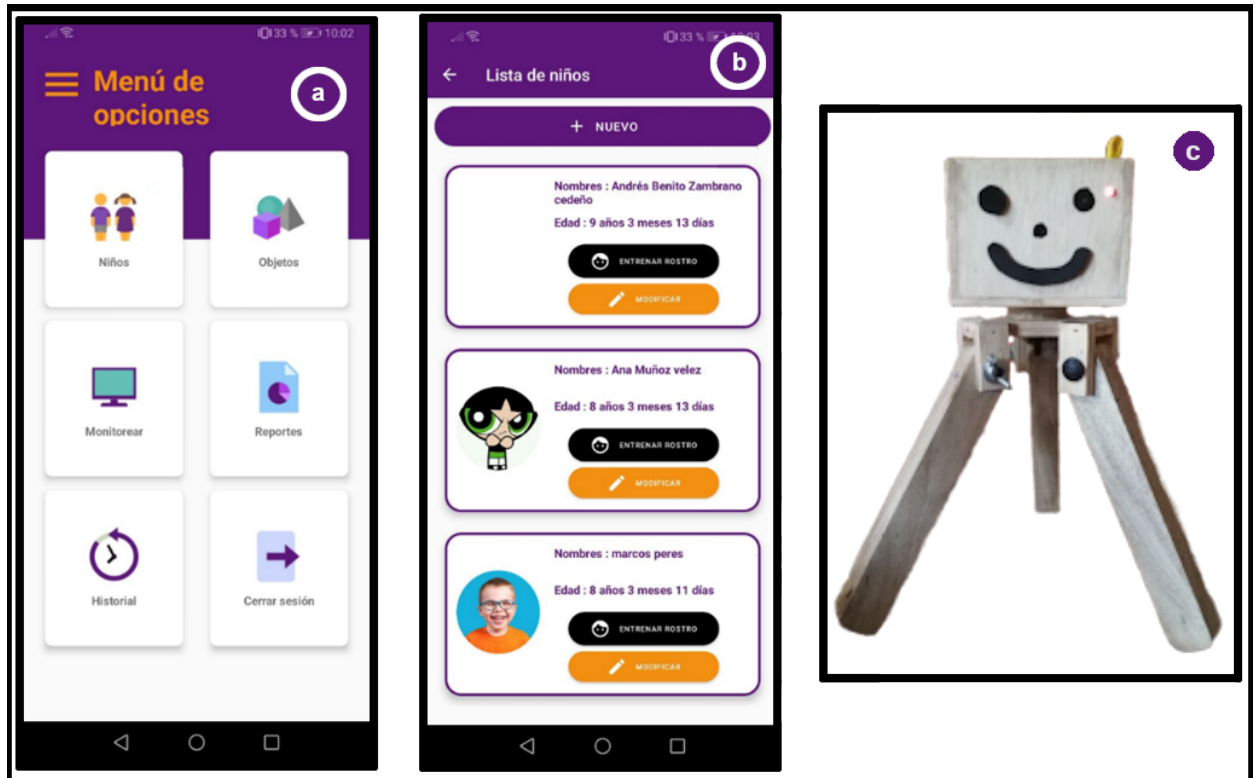 33 % 10:02
Menú de
opciones
a
Niños
Objetos
Monitorear
Reportes
Historial
Cerrar sesión
33 %
b
Lista de niños
+ NUEVO
Nombres : Andrés Benito Zambrano
cedeño
Edad : 9 años 3 meses 13 días
ENTRENAR ROSTRO
MODIFICAR
Nombres : Ana Muñoz velez
Edad : 8 años 3 meses 13 días
ENTRENAR ROSTRO
MODIFICAR
Nombres : marcos peres
Edad : 8 años 3 meses 11 días
ENTRENAR ROSTRO
MODIFICAR
c